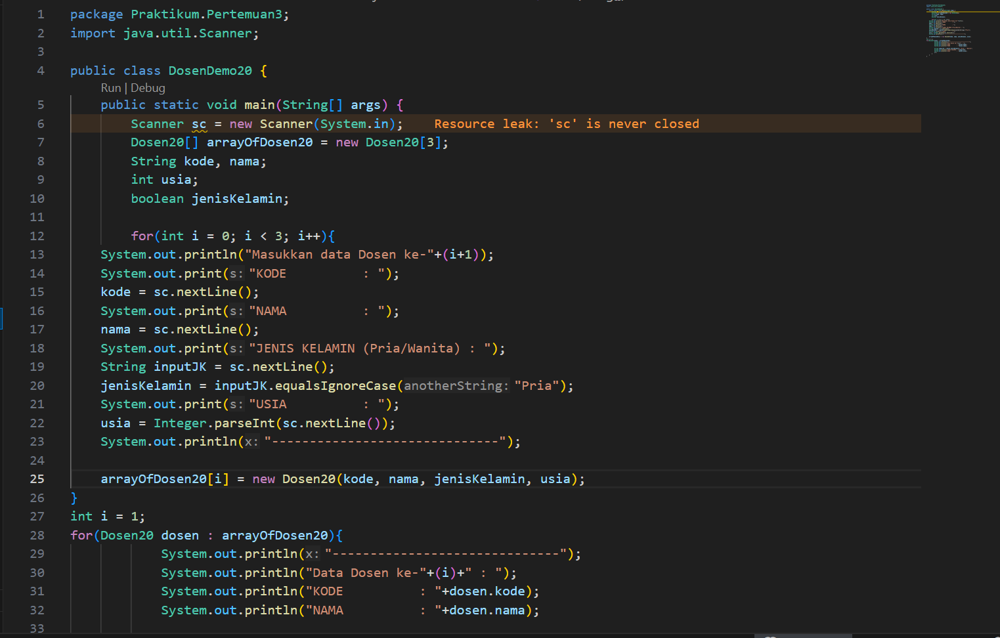 1 package Praktikum.Pertemuan3;
2 import java.util.Scanner;
3
4 public class DosenDemo20 {
Run | Debug
5 public static void main(String[] args) {
6 Scanner sc = new Scanner(System.in); Resource leak: 'sc' is never closed
7 Dosen20[] arrayOfDosen20 = new Dosen20[3];
8 String kode, nama;
9 int usia;
10 boolean jenisKelamin;
11
12 for(int i = 0; i < 3; i++){
13 System.out.println("Masukkan data Dosen ke-"+(i+1));
14 System.out.print(s: "KODE          : ");
15 kode = sc.nextLine();
16 System.out.print(s: "NAMA          : ");
17 nama = sc.nextLine();
18 System.out.print(s: "JENIS KELAMIN (Pria/Wanita) : ");
19 String inputJK = sc.nextLine();
20 jenisKelamin = inputJK.equalsIgnoreCase(anotherString: "Pria");
21 System.out.print(s: "USIA          : ");
22 usia = Integer.parseInt(sc.nextLine());
23 System.out.println(x: "------------------------------");
24
25 arrayOfDosen20[i] = new Dosen20(kode, nama, jenisKelamin, usia);
26 }
27 int i = 1;
28 for(Dosen20 dosen : arrayOfDosen20){
29 System.out.println(x: "------------------------------");
30 System.out.println("Data Dosen ke-"+(i)+" : ");
31 System.out.println("KODE          : "+dosen.kode);
32 System.out.println("NAMA          : "+dosen.nama);
33